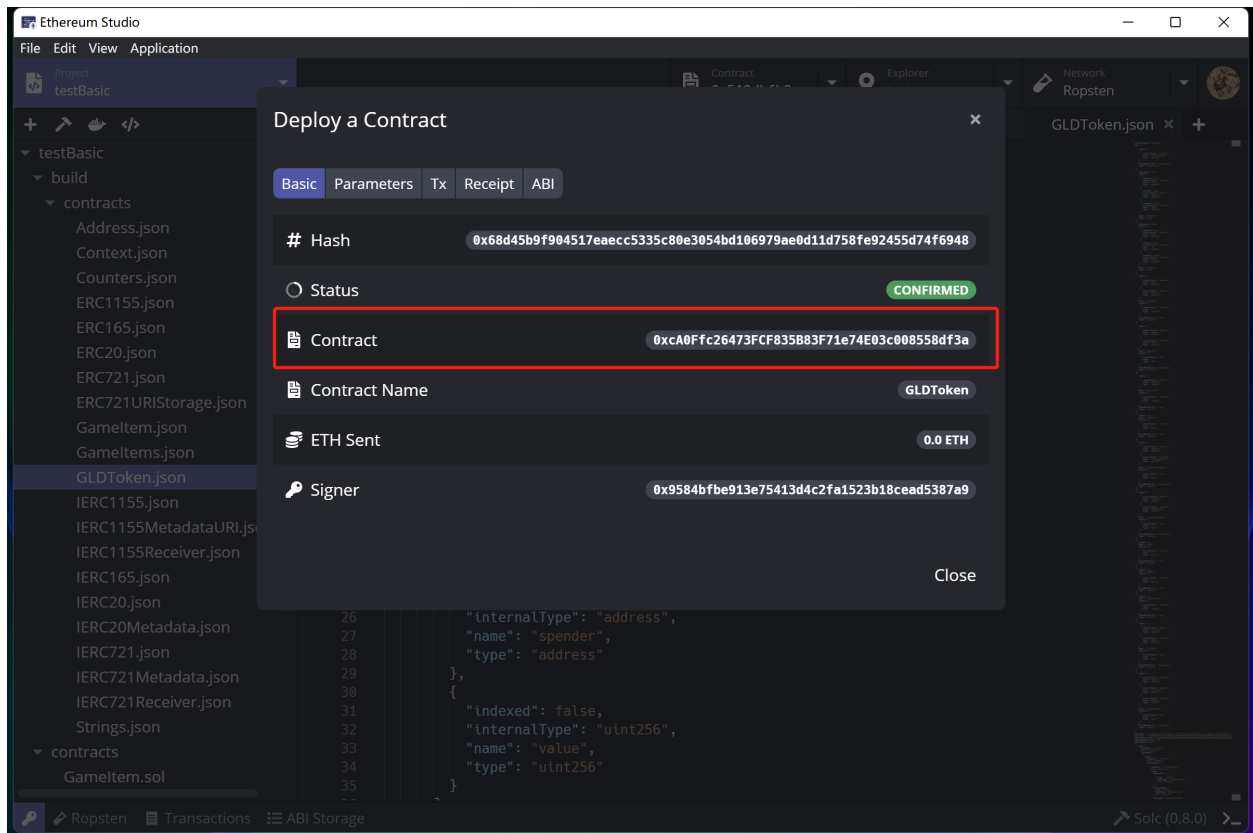 Ethereum Studio
File Edit View Application
Project
testBasic
Contract
Explorer
Network
Ropsten
Deploy a Contract
GLDToken.json
Basic Parameters Tx Receipt ABI
# Hash 0x68d45b9f904517eaecc5335c80e3054bd106979ae0d11d758fe92455d74f6948
Status CONFIRMED
Contract 0xcA0Ffc26473FCF835B83F71e74E03c008558df3a
Contract Name GLDToken
ETH Sent 0.0 ETH
Signer 0x9584bfbe913e75413d4c2fa1523b18cead5387a9
Close
testBasic
build
contracts
Address.json
Context.json
Counters.json
ERC1155.json
ERC165.json
ERC20.json
ERC721.json
ERC721URIStorage.json
GameItem.json
GameItems.json
GLDToken.json
IERC1155.json
IERC1155MetadataURI.js
IERC1155Receiver.json
IERC165.json
IERC20.json
IERC20Metadata.json
IERC721.json
IERC721Metadata.json
IERC721Receiver.json
Strings.json
contracts
GameItem.sol
26 "internalType": "address",
27 "name": "spender",
28 "type": "address"
29 },
30 {
31 "indexed": false,
32 "internalType": "uint256",
33 "name": "value",
34 "type": "uint256"
35 }
Ropsten Transactions ABI Storage Solc (0.8.0)